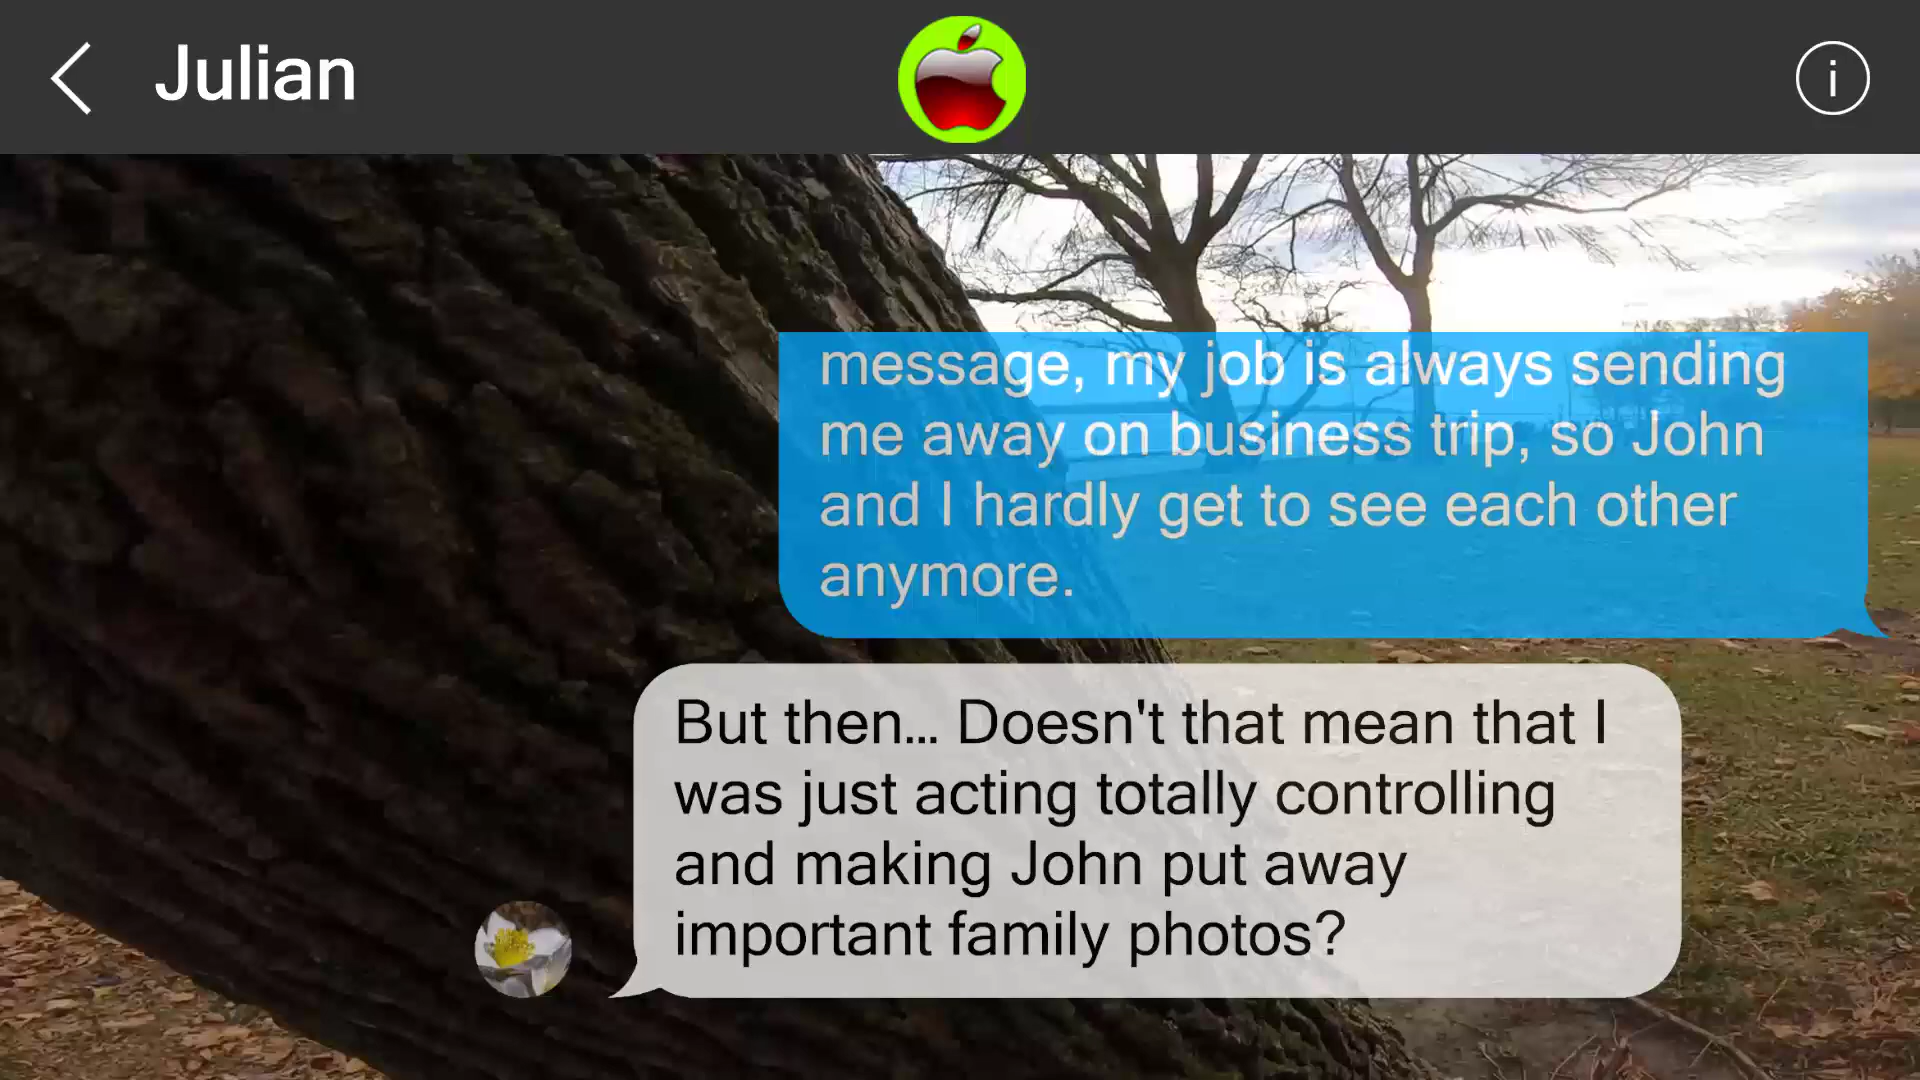 Julian
message, my job is always sending
me away on business trip, so John
and I hardly get to see each other
anymore.
But then... Doesn't that mean that I
was just acting totally controlling
and making John put away
important family photos?